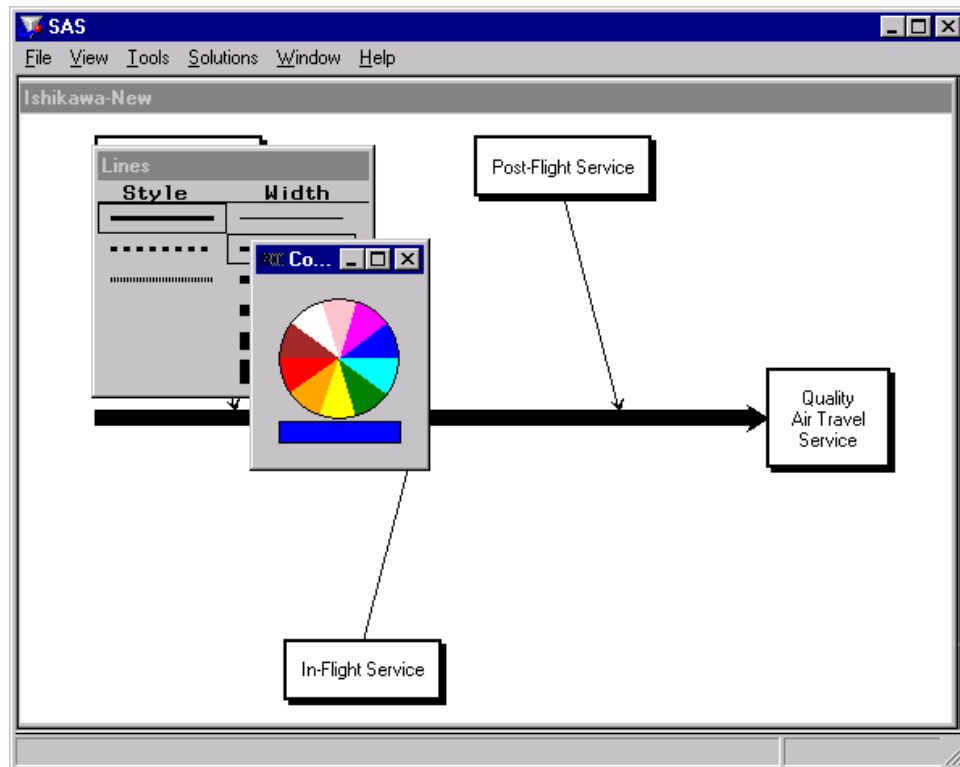 SAS
File View Tools Solutions Window Help
Ishikawa-New
Lines
Style Width
Co...
Post-Flight Service
Quality
Air Travel
Service
In-Flight Service